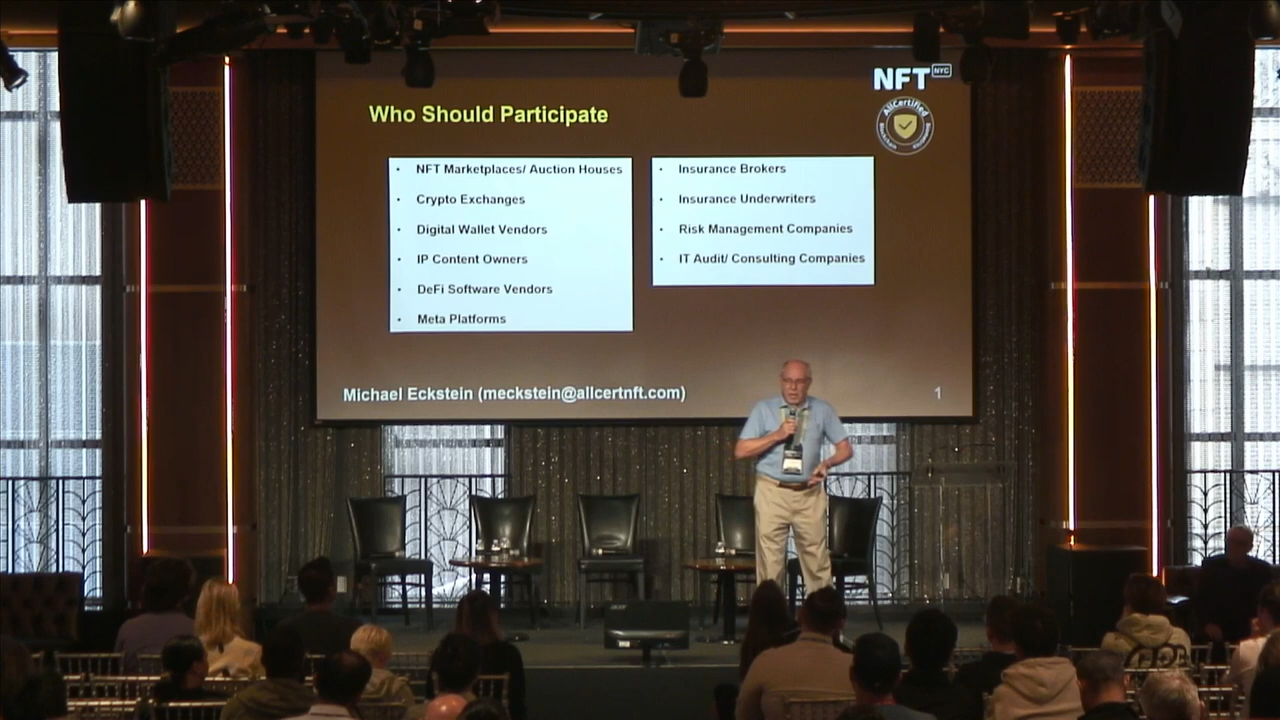 NFT NYC
AllCertified
Who Should Participate
• NFT Marketplaces/ Auction Houses
• Crypto Exchanges
• Digital Wallet Vendors
• IP Content Owners
• DeFi Software Vendors
• Meta Platforms
• Insurance Brokers
• Insurance Underwriters
• Risk Management Companies
• IT Audit/ Consulting Companies
Michael Eckstein (meckstein@allcertnft.com)
1